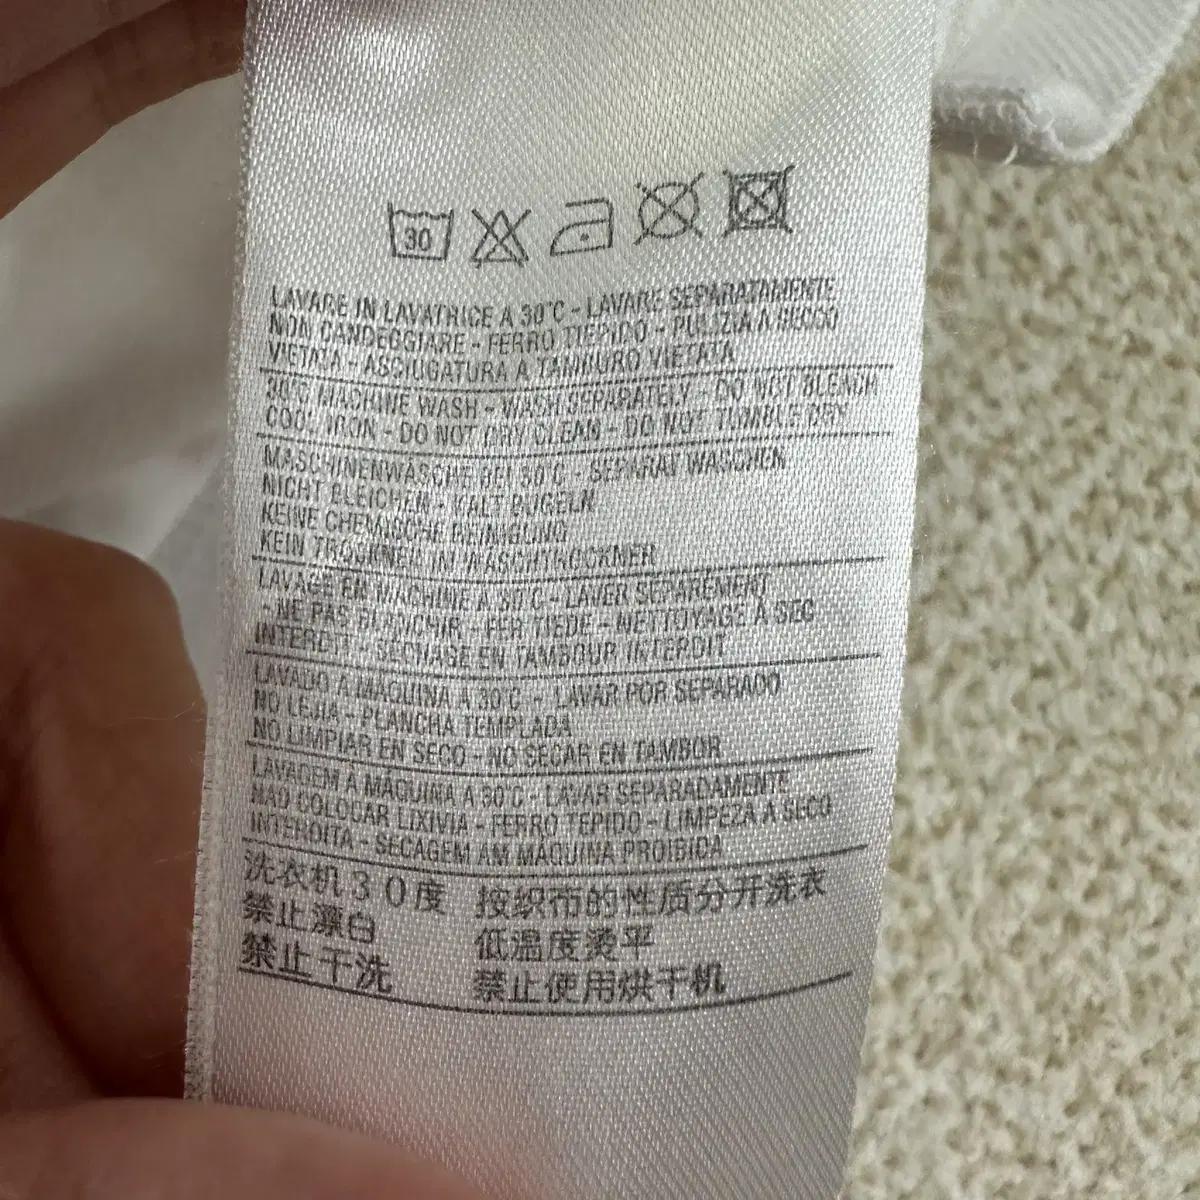 30
LAVARE IN LAVATRICE A 30°C - LAVARE SEPARATAMENTE
NON CANDEGGIARE - FERRO TIEPIDO - PULIZIA A SECCO
VIETATA - ASCIUGATURA A TAMBURO VIETATA
30°C MACHINE WASH - WASH SEPARATELY - DO NOT BLEACH
COOL IRON - DO NOT DRY CLEAN - DO NOT TUMBLE DRY
MASCHINENWÄSCHE BEI 30°C - SEPARAT WASCHEN
NICHT BLEICHEN - KALT BÜGELN
KEINE CHEMISCHE REINIGUNG
KEIN TROCKNEN IM WASCHTROCKNER
LAVAGE EN MACHINE A 30°C - LAVER SEPARÉMENT
- NE PAS BLANCHIR - FER TIEDE - NETTOYAGE À SEC
INTERDIT - SECHAGE EN TAMBOUR INTERDIT
LAVADO A MÁQUINA A 30°C - LAVAR POR SEPARADO
NO LEJIA - PLANCHA TEMPLADA
NO LIMPIAR EN SECO - NO SECAR EN TAMBOR
LAVAGEM À MÁQUINA A 30°C - LAVAR SEPARADAMENTE
NÃO COLOCAR LIXIVIA - FERRO TEPIDO - LIMPEZA A SECO
INTERDITA - SECAGEM AM MÁQUINA PROIBIDA
洗衣机30度 按织布的性质分开洗衣
禁止漂白 低温度烫平
禁止干洗 禁止使用烘干机